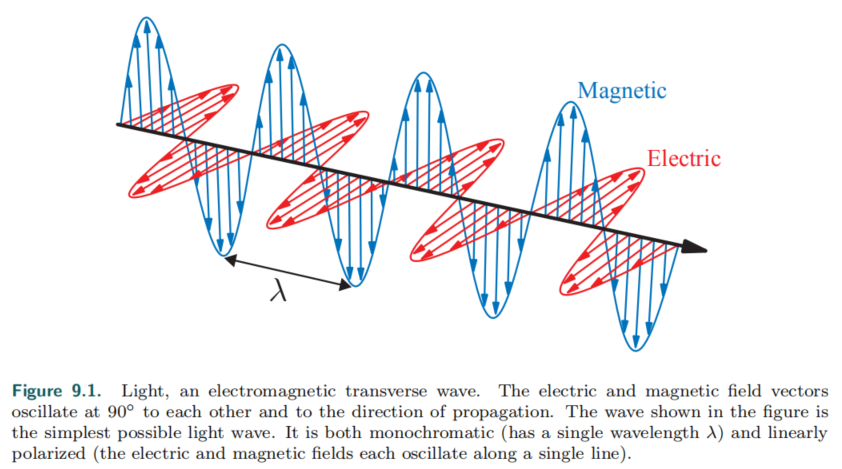 Magnetic
Electric
λ
Figure 9.1. Light, an electromagnetic transverse wave. The electric and magnetic field vectors
oscillate at 90° to each other and to the direction of propagation. The wave shown in the figure is
the simplest possible light wave. It is both monochromatic (has a single wavelength λ) and linearly
polarized (the electric and magnetic fields each oscillate along a single line).